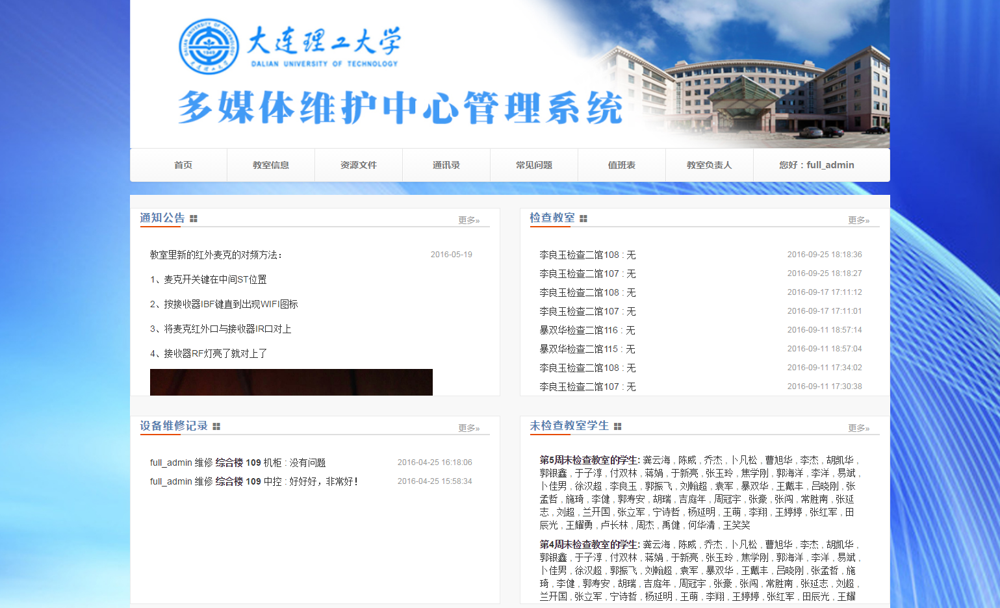 大连理工大学
DALIAN UNIVERSITY OF TECHNOLOGY
多媒体维护中心管理系统
首页
教室信息
资源文件
通讯录
常见问题
值班表
教室负责人
您好：full_admin
通知公告
更多»
教室里新的红外麦克的对频方法： 2016-05-19
1、麦克开关键在中间ST位置
2、按接收器IBF键直到出现WIFI图标
3、将麦克红外口与接收器IR口对上
4、接收器RF灯亮了就对上了
检查教室
更多»
李良玉检查二馆108 : 无 2016-09-25 18:18:36
李良玉检查二馆107 : 无 2016-09-25 18:18:27
李良玉检查二馆108 : 无 2016-09-17 17:11:12
李良玉检查二馆107 : 无 2016-09-17 17:11:01
暴双华检查二馆116 : 无 2016-09-11 18:57:14
暴双华检查二馆115 : 无 2016-09-11 18:57:04
李良玉检查二馆108 : 无 2016-09-11 17:34:02
李良玉检查二馆107 : 无 2016-09-11 17:30:38
设备维修记录
更多»
full_admin 维修 综合楼 109 机柜 : 没有问题 2016-04-25 16:18:06
full_admin 维修 综合楼 109 中控 : 好好好，非常好！ 2016-04-25 15:58:34
未检查教室学生
更多»
第5周未检查教室的学生: 龚云海 , 陈威 , 乔杰 , 卜凡松 , 曹旭华 , 李杰 , 胡凯华 ,
郭银鑫 , 于子淳 , 付双林 , 蒋娟 , 于新亮 , 张玉玲 , 焦学刚 , 郭海洋 , 李洋 , 易斌 ,
卜佳男 , 徐汉超 , 李良玉 , 郭振飞 , 刘翰超 , 袁军 , 暴双华 , 王戴丰 , 吕晓刚 , 张
孟哲 , 施琦 , 李健 , 郭寿安 , 胡瑞 , 吉庭年 , 周冠宇 , 张豪 , 张闯 , 常胜南 , 张延
志 , 刘超 , 兰开国 , 张立军 , 宁诗哲 , 杨延明 , 王萌 , 李翔 , 王婷婷 , 张红军 , 田
辰光 , 王耀勇 , 卢长林 , 周杰 , 禹健 , 何华清 , 王笑笑
第4周未检查教室的学生: 龚云海 , 陈威 , 乔杰 , 卜凡松 , 曹旭华 , 李杰 , 胡凯华 ,
郭银鑫 , 于子淳 , 付双林 , 蒋娟 , 于新亮 , 张玉玲 , 焦学刚 , 郭海洋 , 李洋 , 易斌 ,
卜佳男 , 徐汉超 , 郭振飞 , 刘翰超 , 袁军 , 暴双华 , 王戴丰 , 吕晓刚 , 张孟哲 , 施
琦 , 李健 , 郭寿安 , 胡瑞 , 吉庭年 , 周冠宇 , 张豪 , 张闯 , 常胜南 , 张延志 , 刘超 ,
兰开国 , 张立军 , 宁诗哲 , 杨延明 , 王萌 , 李翔 , 王婷婷 , 张红军 , 田辰光 , 王耀